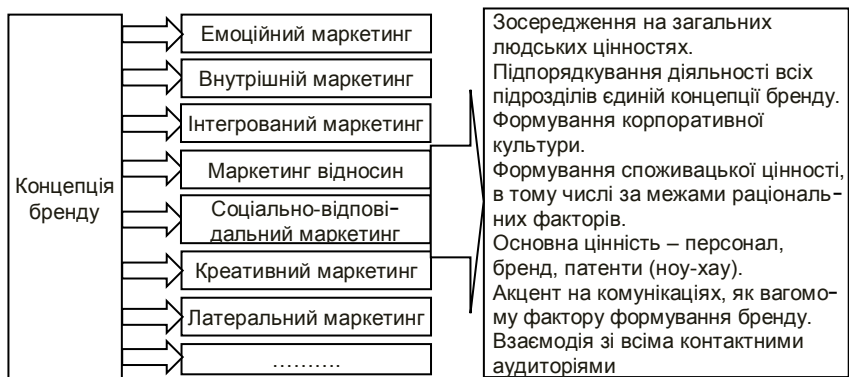 Концепція
бренду
Емоційний маркетинг
Внутрішній маркетинг
Інтегрований маркетинг
Маркетинг відносин
Соціально-відпові-
дальний маркетинг
Креативний маркетинг
Латеральний маркетинг
……….
Зосередження на загальних
людських цінностях.
Підпорядкування діяльності всіх
підрозділів єдиній концепції бренду.
Формування корпоративної
культури.
Формування споживацької цінності,
в тому числі за межами раціональ-
них факторів.
Основна цінність – персонал,
бренд, патенти (ноу-хау).
Акцент на комунікаціях, як вагомо-
му фактору формування бренду.
Взаємодія зі всіма контактними
аудиторіями